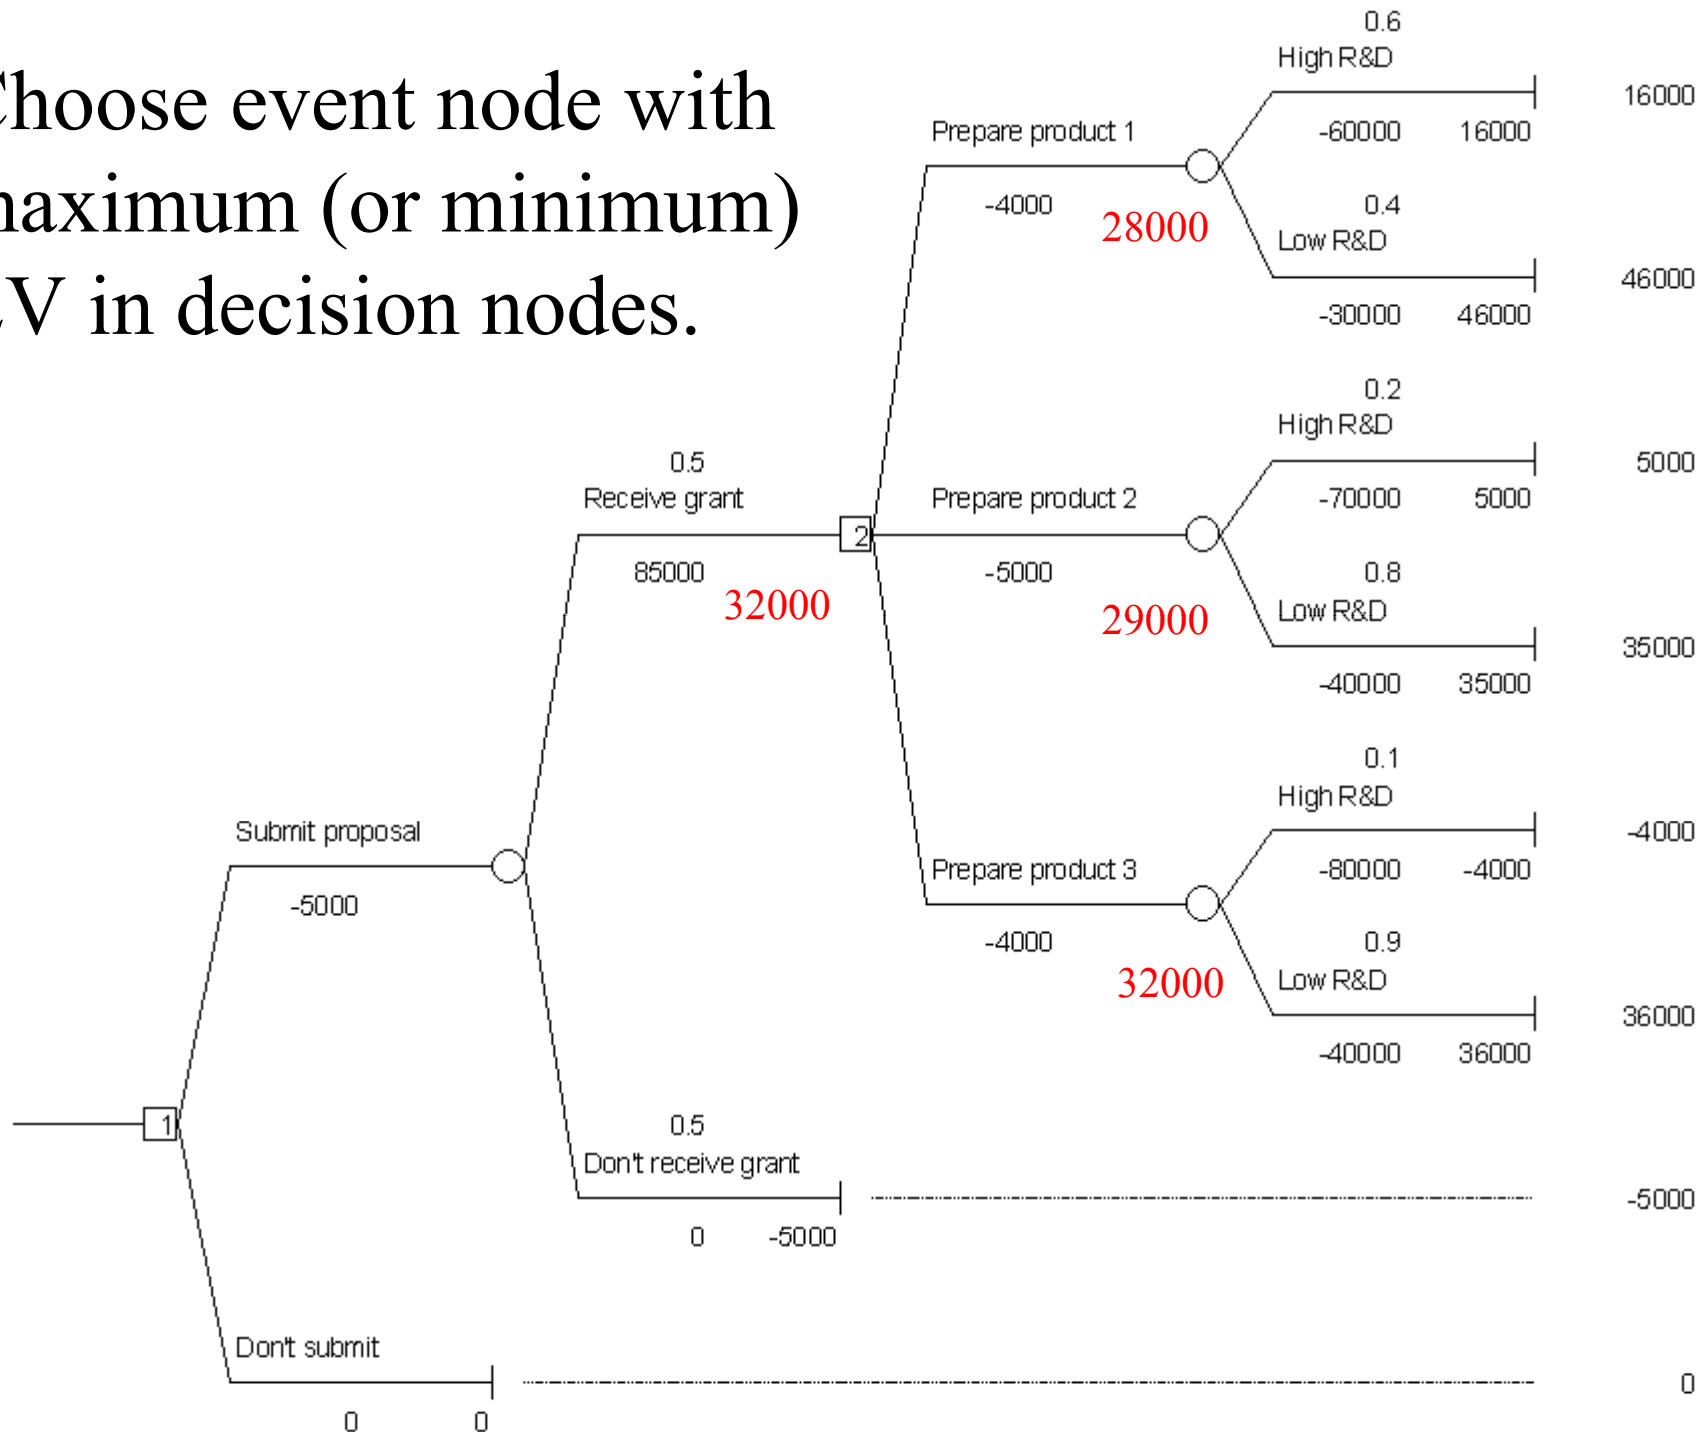 hoose event node with
aximum (or minimum)
V in decision nodes.
0.6
High R&D
16000
-60000 16000
Prepare product 1
-4000
28000
0.4
Low R&D
46000
-30000 46000
0.2
High R&D
5000
-70000 5000
0.5
Receive grant
2
85000
32000
Prepare product 2
-5000
29000
0.8
Low R&D
35000
-40000 35000
0.1
High R&D
-4000
-80000 -4000
Submit proposal
-5000
Prepare product 3
-4000
32000
0.9
Low R&D
36000
-40000 36000
1
0.5
Don't receive grant
-5000
0 -5000
Don't submit
0
0 0